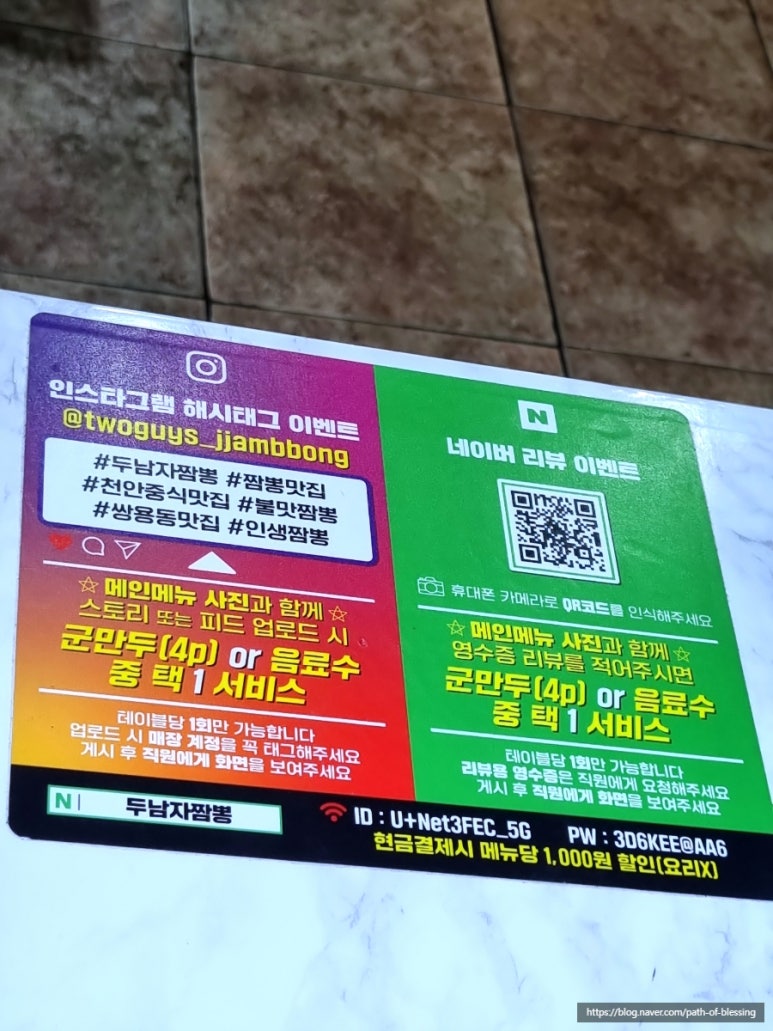 인스타그램 해시태그 이벤트
@twoguys_jjambbong
#두남자짬뽕 #짬뽕맛집
#천안중식맛집 #불맛짬뽕
#쌍용동맛집 #인생짬뽕
☆ 메인메뉴 사진과 함께 ☆
스토리 또는 피드 업로드 시
군만두(4p) or 음료수
중 택 1 서비스
테이블당 1회만 가능합니다
업로드 시 매장 계정을 꼭 태그해주세요
게시 후 직원에게 화면을 보여주세요
N
네이버 리뷰 이벤트
휴대폰 카메라로 QR코드를 인식해주세요
☆ 메인메뉴 사진과 함께 ☆
영수증 리뷰를 적어주시면
군만두(4p) or 음료수
중 택 1 서비스
테이블당 1회만 가능합니다
리뷰용 영수증은 직원에게 요청해주세요
게시 후 직원에게 화면을 보여주세요
N 두남자짬뽕
ID : U+Net3FEC_5G PW : 3D6KEE@AA6
현금결제시 메뉴당 1,000원 할인(요리X)
https://blog.naver.com/path-of-blessing